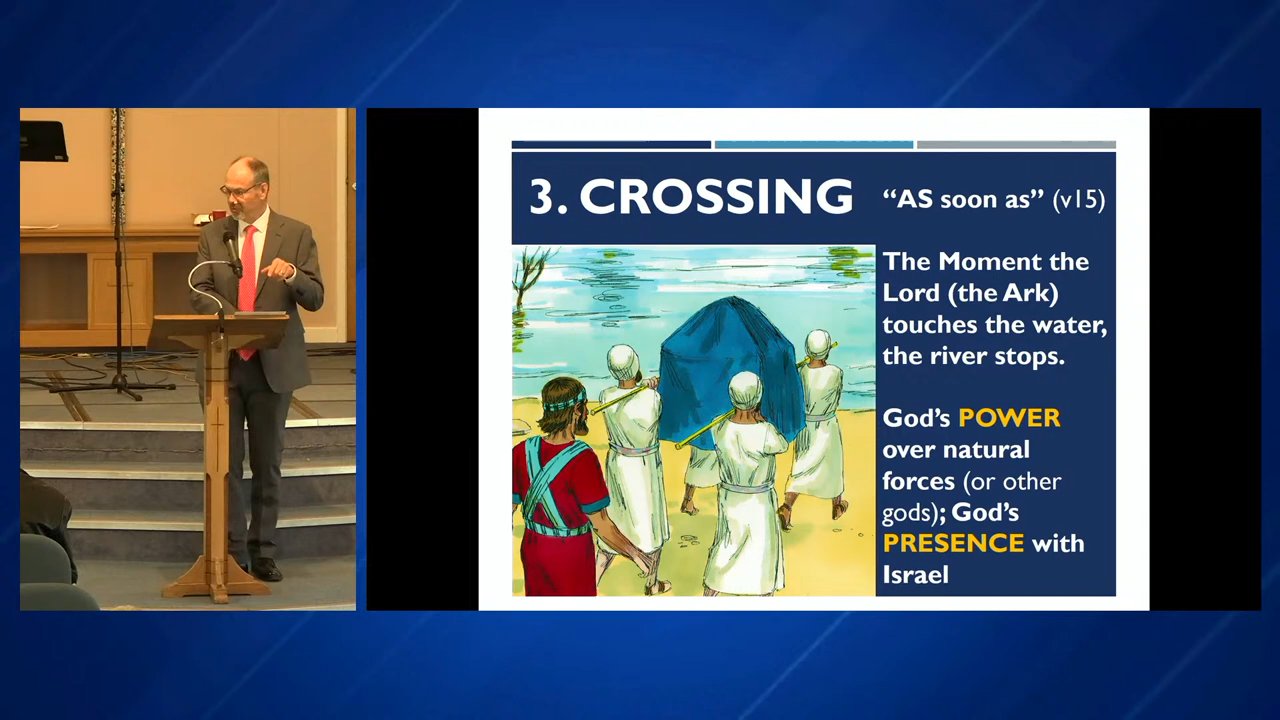 3. CROSSING "AS soon as" (v15)
The Moment the
Lord (the Ark)
touches the water,
the river stops.
God's POWER
over natural
forces (or other
gods); God's
PRESENCE with
Israel